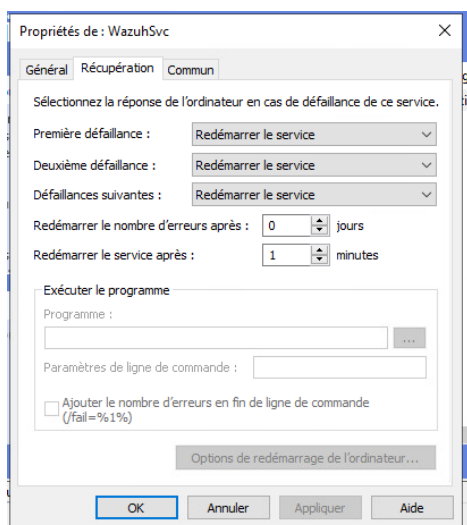 Propriétés de : WazuhSvc
Général Récupération Commun
Sélectionnez la réponse de l'ordinateur en cas de défaillance de ce service.
Première défaillance : Redémarrer le service
Deuxième défaillance : Redémarrer le service
Défaillances suivantes : Redémarrer le service
Redémarrer le nombre d'erreurs après : 0 jours
Redémarrer le service après : 1 minutes
Exécuter le programme
Programme :
...
Paramètres de ligne de commande :
Ajouter le nombre d'erreurs en fin de ligne de commande
(/fail=%1%)
Options de redémarrage de l'ordinateur...
OK Annuler Appliquer Aide